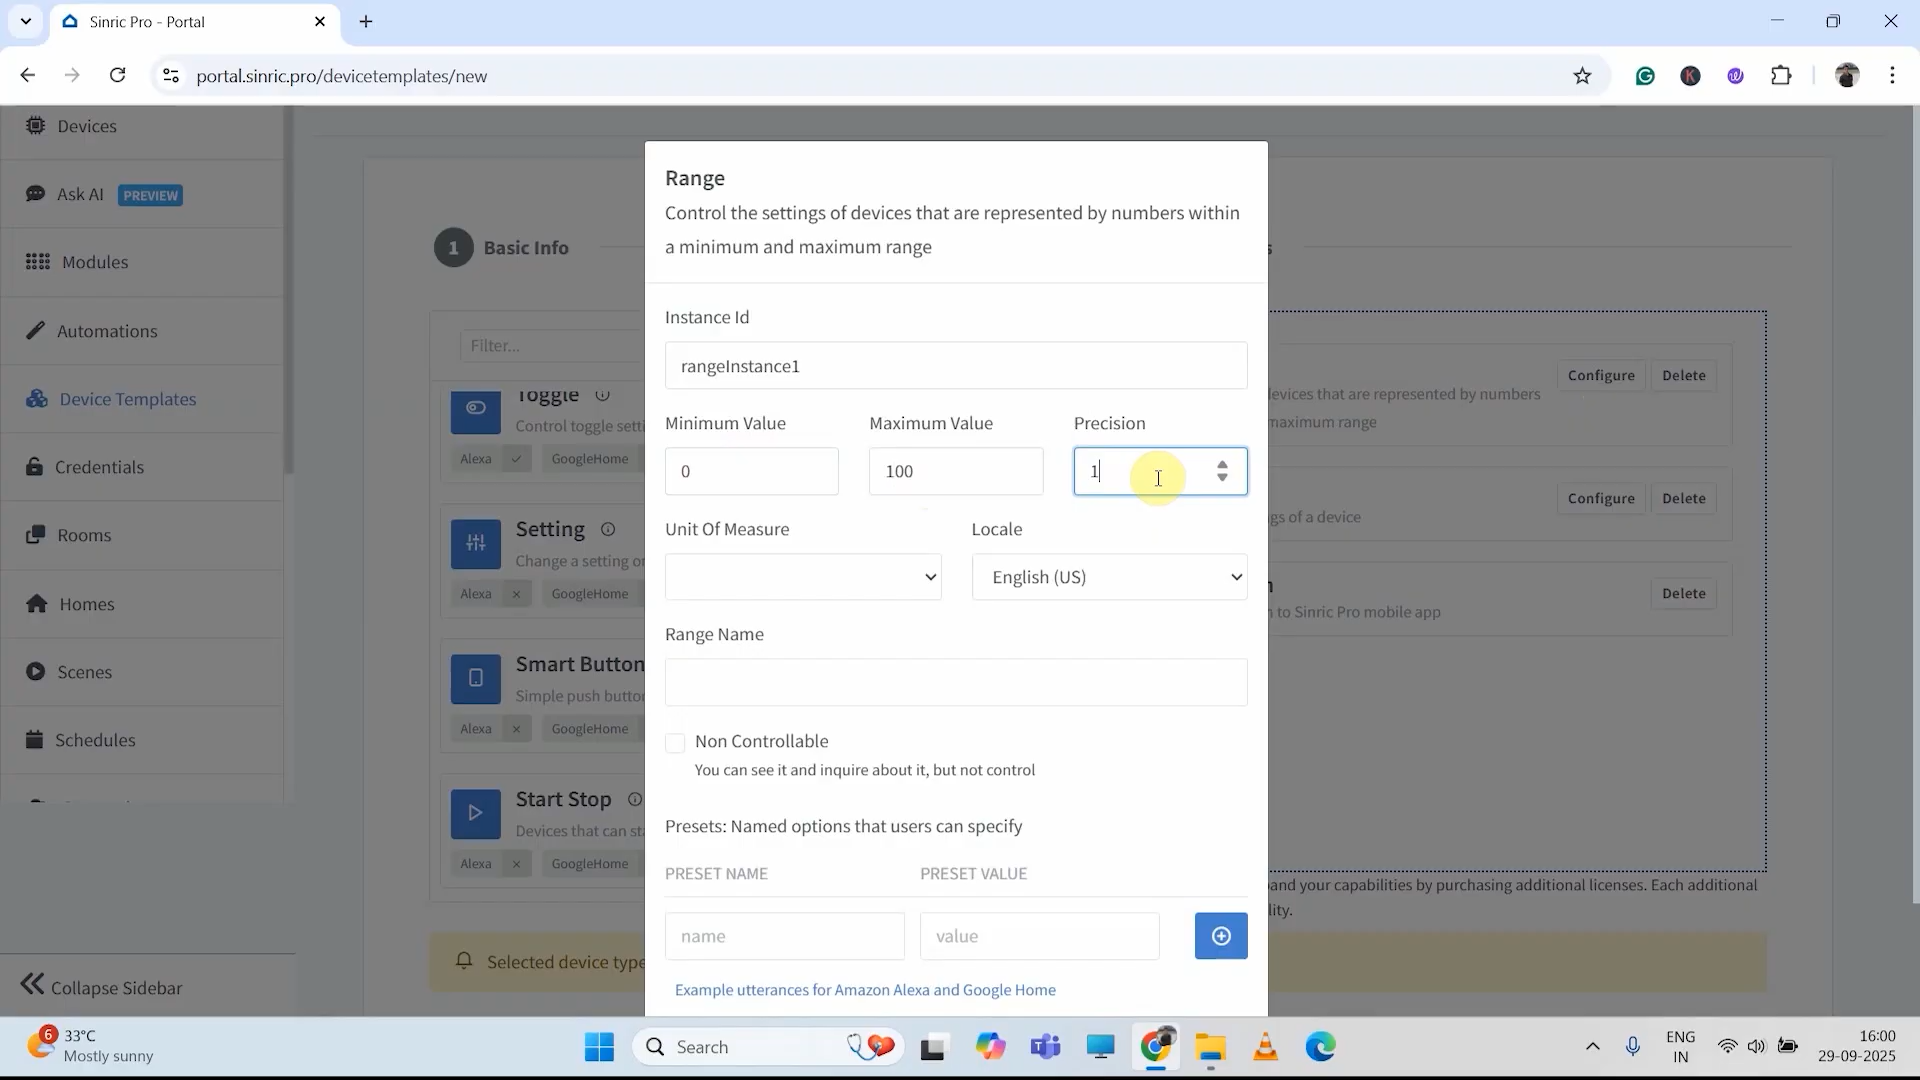 Sinric Pro - Portal
portal.sinric.pro/devicetemplates/new
Devices
Ask AI PREVIEW
Modules
Automations
Device Templates
Credentials
Rooms
Homes
Scenes
Schedules
Collapse Sidebar
1 Basic Info
Filter...
Toggle
Control toggle setti
Alexa GoogleHome
Setting
Change a setting or
Alexa GoogleHome
Smart Button
Simple push button
Alexa GoogleHome
Start Stop
Devices that can sta
Alexa GoogleHome
Selected device type
Range
Control the settings of devices that are represented by numbers within
a minimum and maximum range
Instance Id
rangeInstance1
Minimum Value Maximum Value Precision
0 100 1
Unit Of Measure Locale
English (US)
Range Name
Non Controllable
You can see it and inquire about it, but not control
Presets: Named options that users can specify
PRESET NAME PRESET VALUE
name value
Example utterances for Amazon Alexa and Google Home
s
levices that are represented by numbers
maximum range
Configure Delete
gs of a device
Configure Delete
n
n to Sinric Pro mobile app
Delete
and your capabilities by purchasing additional licenses. Each additional
lity.
6
33°C
Mostly sunny
Search
ENG
IN
16:00
29-09-2025